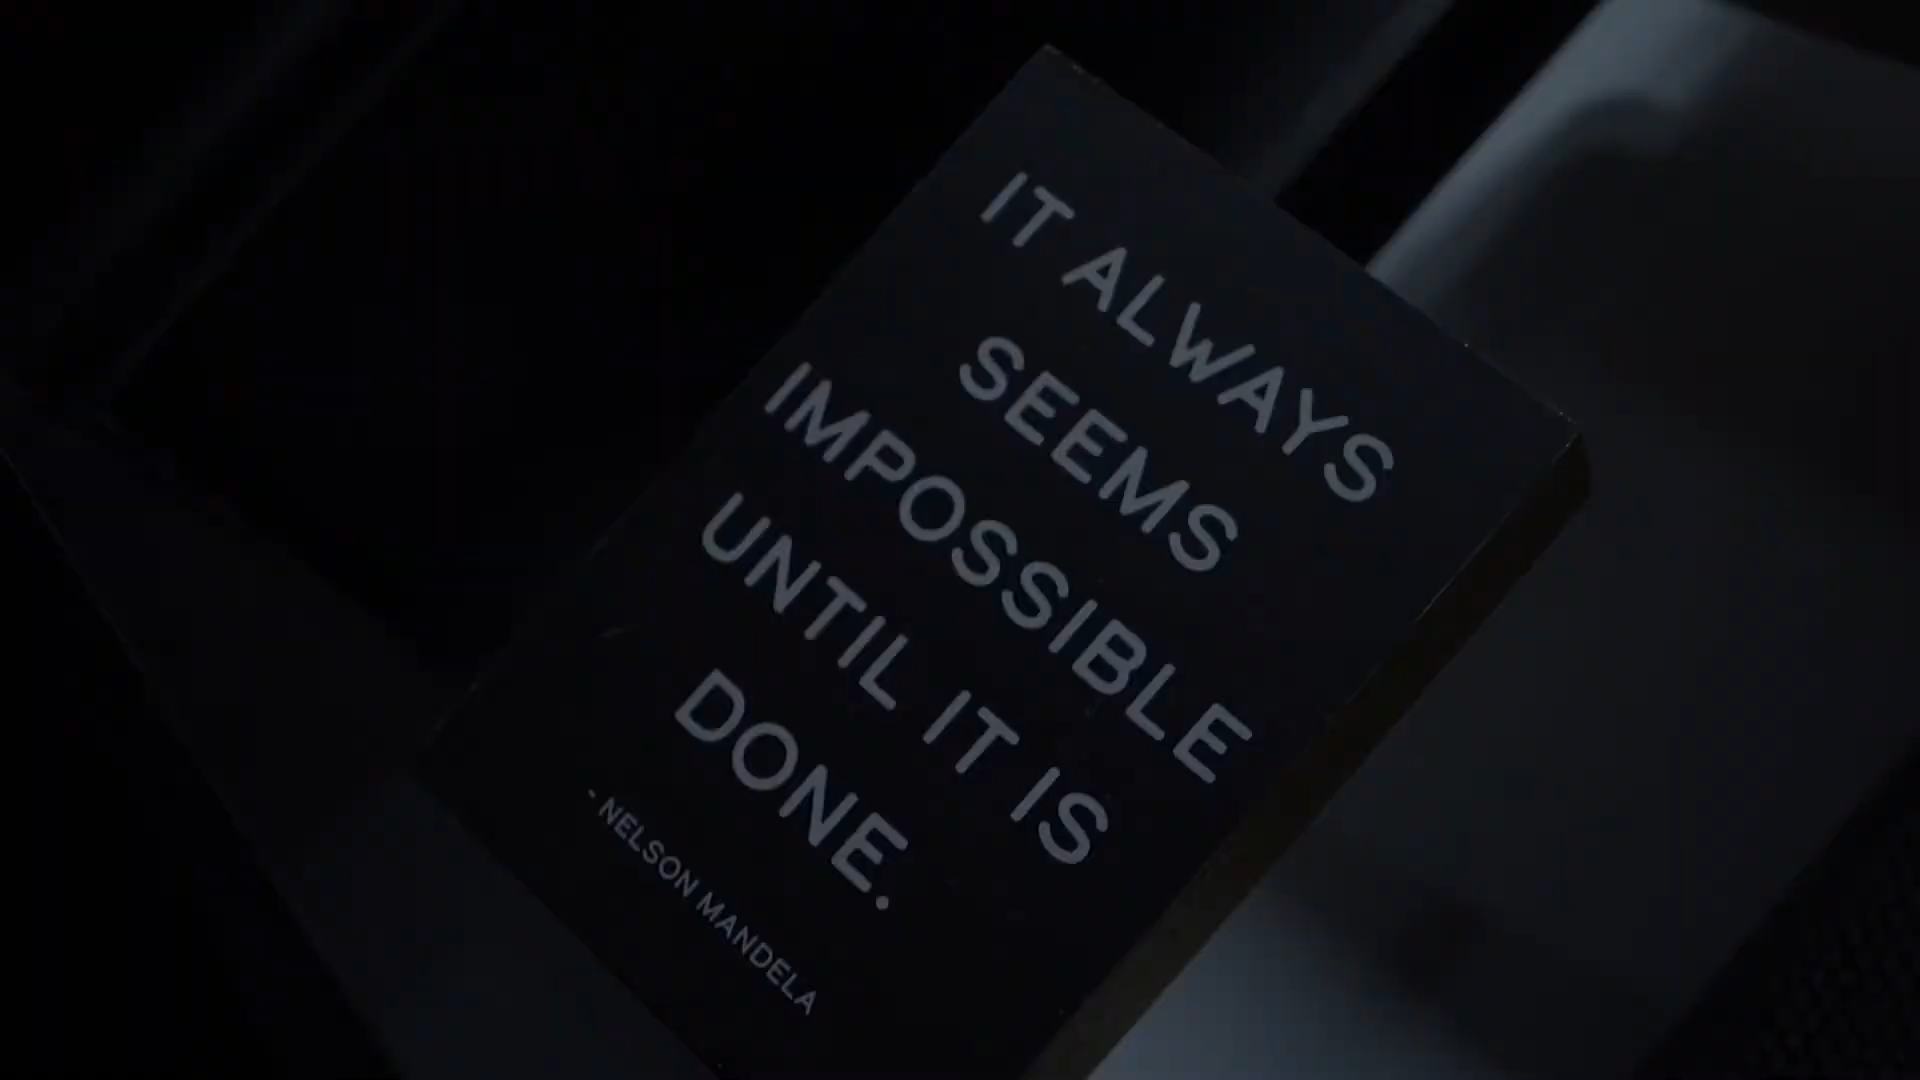 IT ALWAYS
SEEMS
IMPOSSIBLE
UNTIL IT IS
DONE.
- NELSON MANDELA